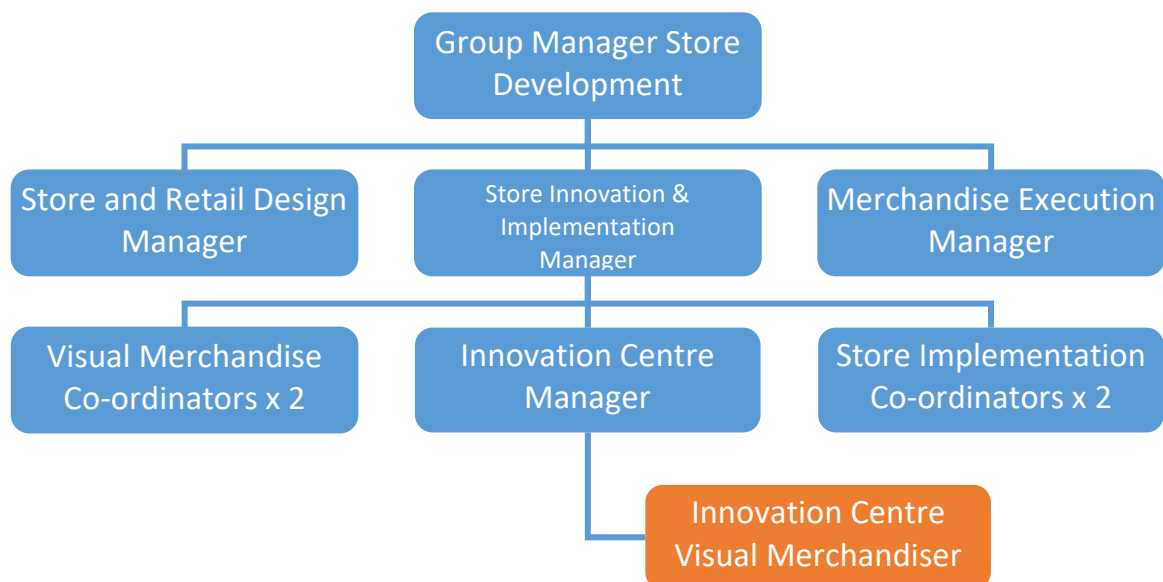 Group Manager Store
Development
Store and Retail Design
Manager
Store Innovation &
Implementation
Manager
Merchandise Execution
Manager
Visual Merchandise
Co-ordinators x 2
Innovation Centre
Manager
Store Implementation
Co-ordinators x 2
Innovation Centre
Visual Merchandiser